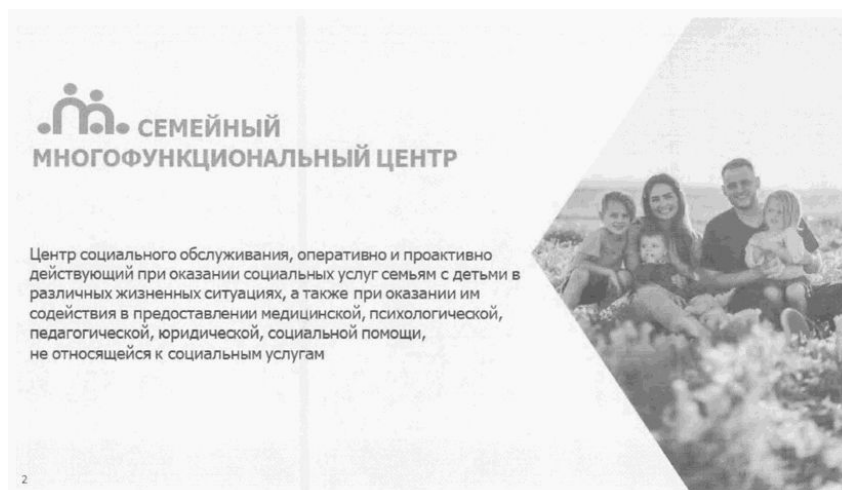 СЕМЕЙНЫЙ
МНОГОФУНКЦИОНАЛЬНЫЙ ЦЕНТР
Центр социального обслуживания, оперативно и проактивно
действующий при оказании социальных услуг семьям с детьми в
различных жизненных ситуациях, а также при оказании им
содействия в предоставлении медицинской, психологической,
педагогической, юридической, социальной помощи,
не относящейся к социальным услугам
2